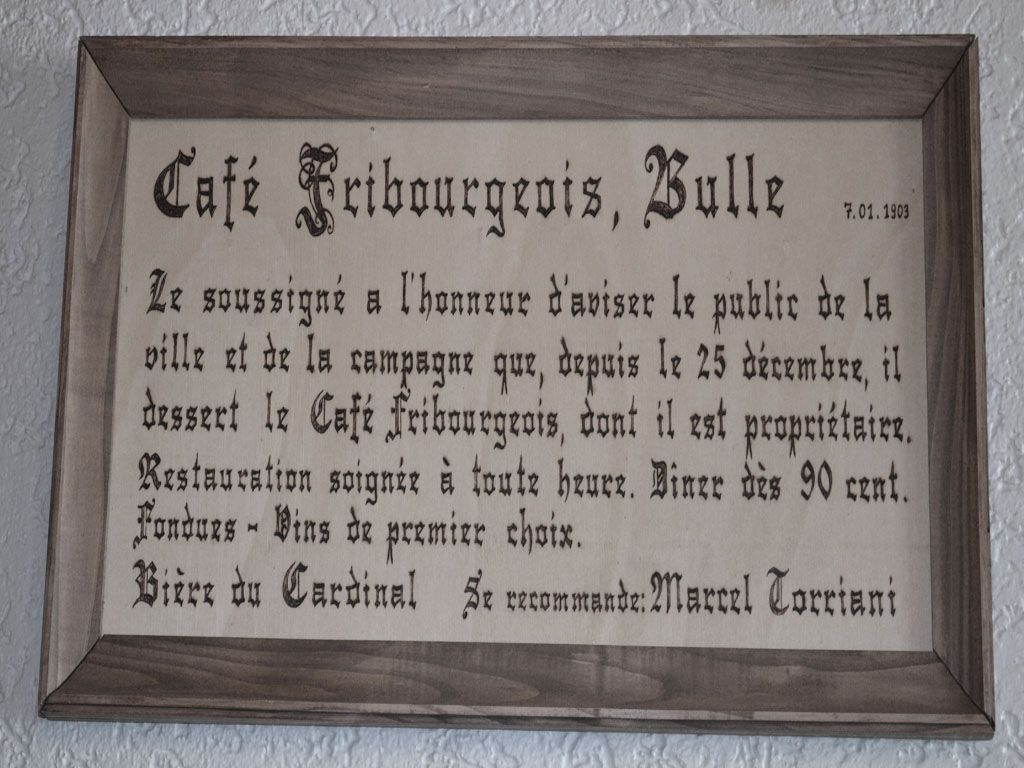 Café Fribourgeois, Bulle 7.01.1903
Le soussigné a l'honneur d'aviser le public de la
ville et de la campagne que, depuis le 25 décembre, il
dessert le Café Fribourgeois, dont il est propriétaire.
Restauration soignée à toute heure. Dîner dès 90 cent.
Fondues - Vins de premier choix.
Bière du Cardinal Se recommande: Marcel Torriani